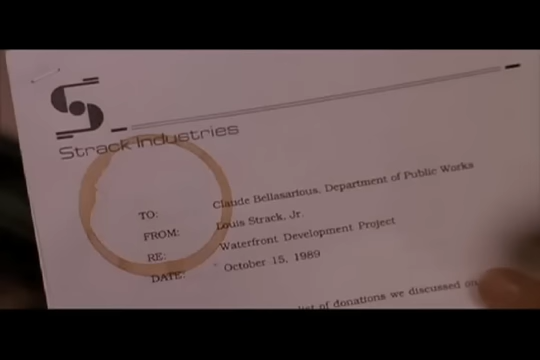 Strack Industries
TO: Claude Bellasarious, Department of Public Works
FROM: Louis Strack, Jr.
RE: Waterfront Development Project
DATE: October 15, 1989
list of donations we discussed on